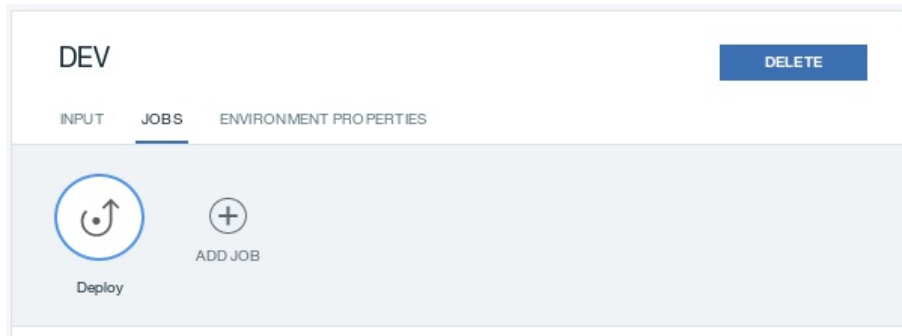 DEV
DELETE
INPUT JOBS ENVIRONMENT PROPERTIES
ADD JOB
Deploy